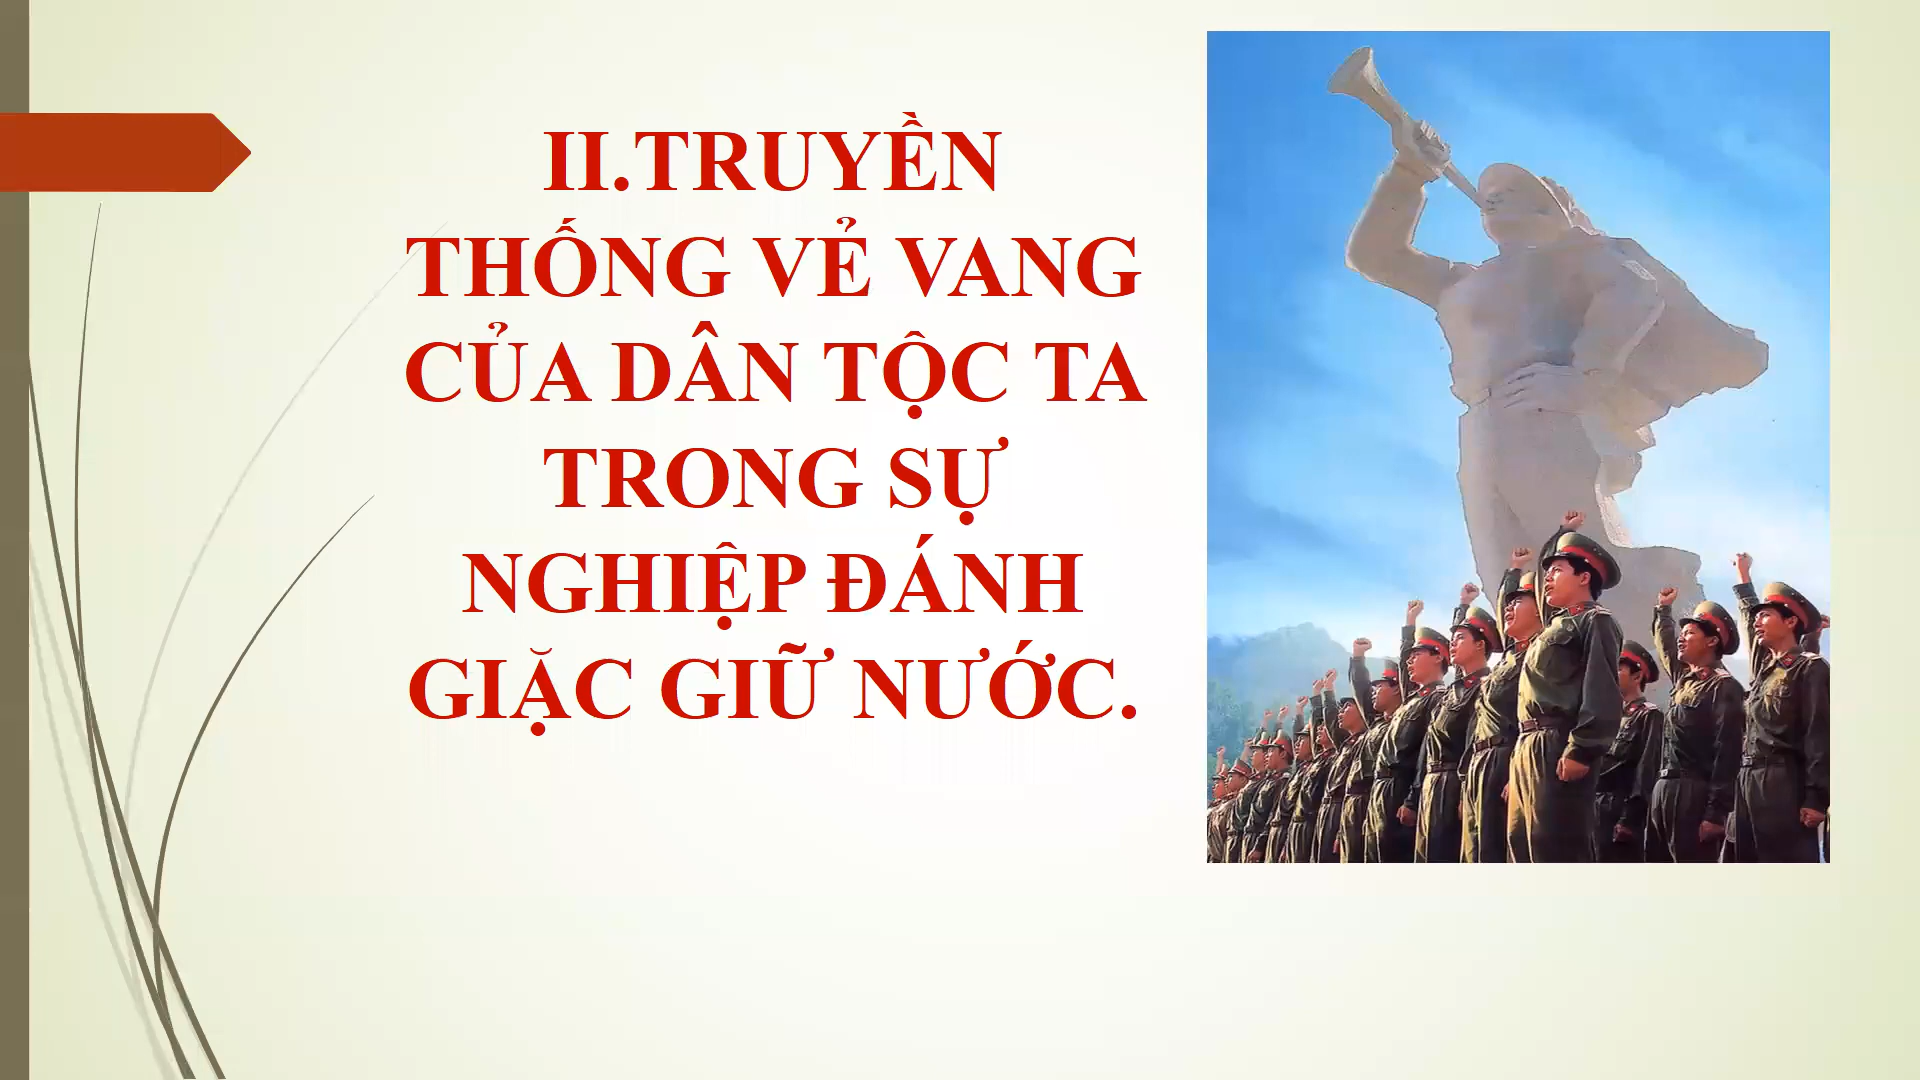 II.TRUYỀN
THỐNG VẺ VANG
CỦA DÂN TỘC TA
TRONG SỰ
NGHIỆP ĐÁNH
GIẶC GIỮ NƯỚC.